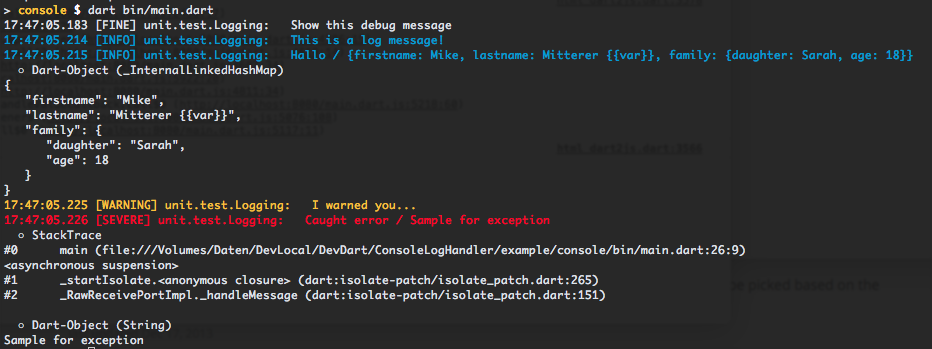 > console $ dart bin/main.dart
17:47:05.183 [FINE] unit.test.Logging:   Show this debug message
17:47:05.214 [INFO] unit.test.Logging:   This is a log message!
17:47:05.215 [INFO] unit.test.Logging:   Hallo / {firstname: Mike, lastname: Mitterer {{var}}, family: {daughter: Sarah, age: 18}}
  o Dart-Object (_InternalLinkedHashMap)
{
   "firstname": "Mike",
   "lastname": "Mitterer {{var}}",
   "family": {
      "daughter": "Sarah",
      "age": 18
   }
}
17:47:05.225 [WARNING] unit.test.Logging:   I warned you...
17:47:05.226 [SEVERE] unit.test.Logging:   Caught error / Sample for exception
  o StackTrace
#0      main (file:///Volumes/Daten/DevLocal/DevDart/ConsoleLogHandler/example/console/bin/main.dart:26:9)
<asynchronous suspension>
#1      _startIsolate.<anonymous closure> (dart:isolate-patch/isolate_patch.dart:265)
#2      _RawReceivePortImpl._handleMessage (dart:isolate-patch/isolate_patch.dart:151)
be picked based on the
  o Dart-Object (String)
Sample for exception